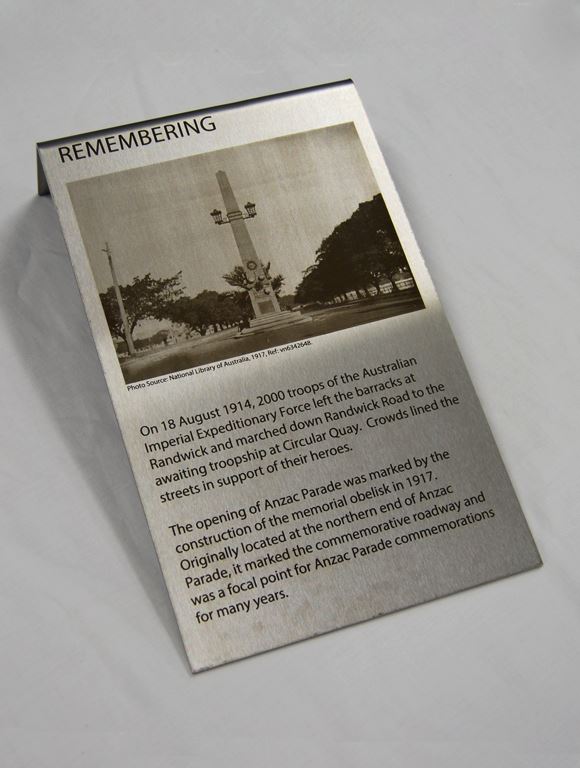 REMEMBERING
Photo Source: National Library of Australia, 1917, Ref: vn6342648.
On 18 August 1914, 2000 troops of the Australian
Imperial Expeditionary Force left the barracks at
Randwick and marched down Randwick Road to the
awaiting troopship at Circular Quay. Crowds lined the
streets in support of their heroes.
The opening of Anzac Parade was marked by the
construction of the memorial obelisk in 1917.
Originally located at the northern end of Anzac
Parade, it marked the commemorative roadway and
was a focal point for Anzac Parade commemorations
for many years.